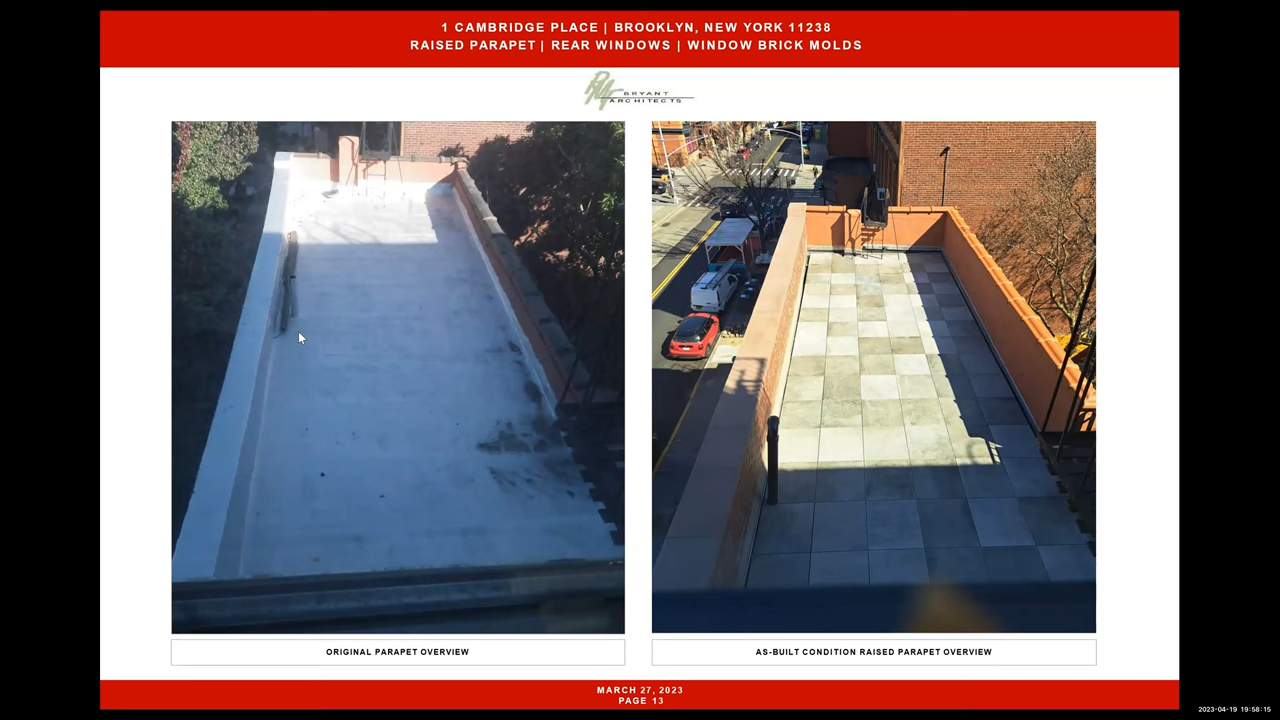 1 CAMBRIDGE PLACE | BROOKLYN, NEW YORK 11238
RAISED PARAPET | REAR WINDOWS | WINDOW BRICK MOLDS
BRYANT
ARCHITECTS
ORIGINAL PARAPET OVERVIEW
AS-BUILT CONDITION RAISED PARAPET OVERVIEW
MARCH 27, 2023
PAGE 13
2023-04-19 19:58:15